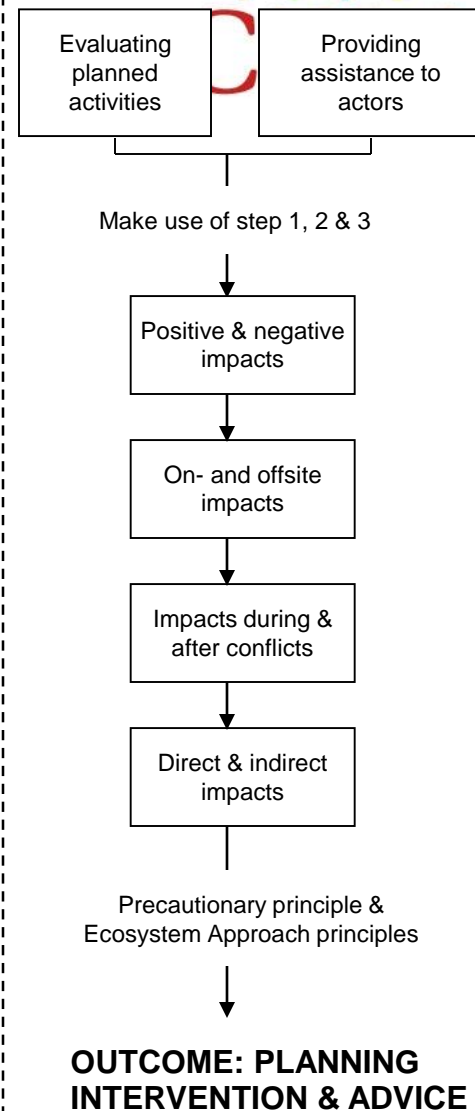 Evaluating
planned
activities
Providing
assistance to
actors
Make use of step 1, 2 & 3
Positive & negative
impacts
On- and offsite
impacts
Impacts during &
after conflicts
Direct & indirect
impacts
Precautionary principle &
Ecosystem Approach principles
OUTCOME: PLANNING
INTERVENTION & ADVICE